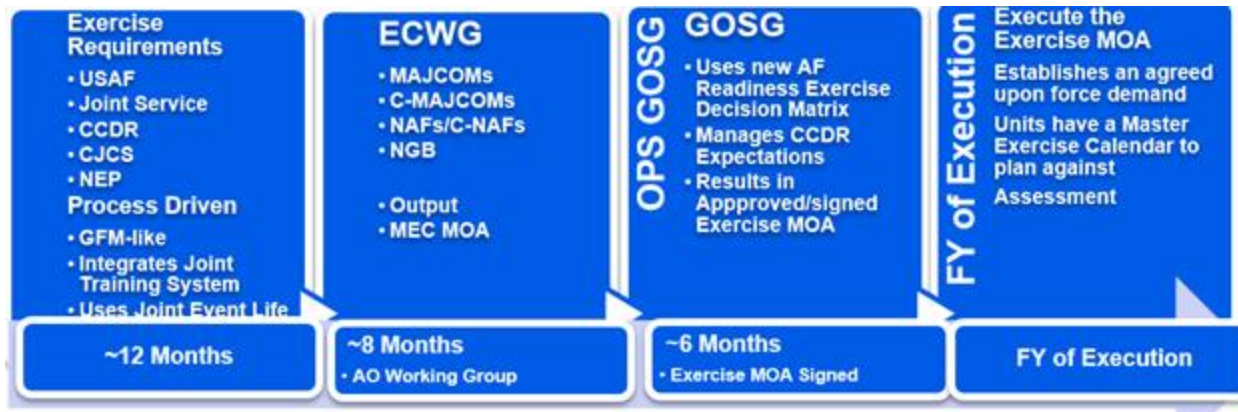 Exercise
Requirements
• USAF
• Joint Service
• CCDR
• CJCS
• NEP
Process Driven
• GFM-like
• Integrates Joint
Training System
• Uses Joint Event Life
~12 Months
ECWG
• MAJCOMs
• C-MAJCOMs
• NAFs/C-NAFs
• NGB
• Output
• MEC MOA
~8 Months
• AO Working Group
OPS GOSG
GOSG
• Uses new AF
Readiness Exercise
Decision Matrix
• Manages CCDR
Expectations
• Results in
Appproved/signed
Exercise MOA
~6 Months
• Exercise MOA Signed
FY of Execution
Execute the
Exercise MOA
Establishes an agreed
upon force demand
Units have a Master
Exercise Calendar to
plan against
Assessment
FY of Execution